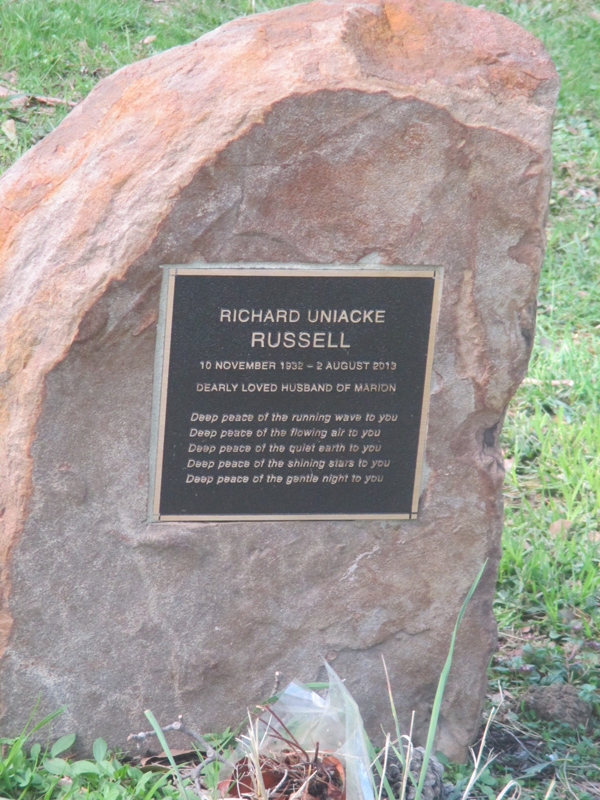 RICHARD UNIACKE
RUSSELL
10 NOVEMBER 1932 – 2 AUGUST 2013
DEARLY LOVED HUSBAND OF MARION
Deep peace of the running wave to you
Deep peace of the flowing air to you
Deep peace of the quiet earth to you
Deep peace of the shining stars to you
Deep peace of the gentle night to you